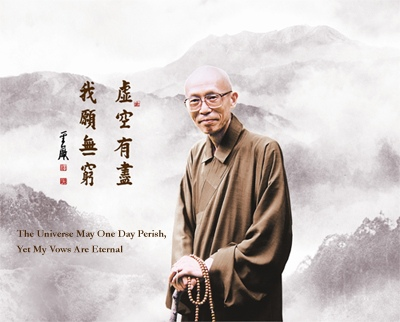 虛空有盡
我願無窮
The Universe May One Day Perish,
Yet My Vows Are Eternal